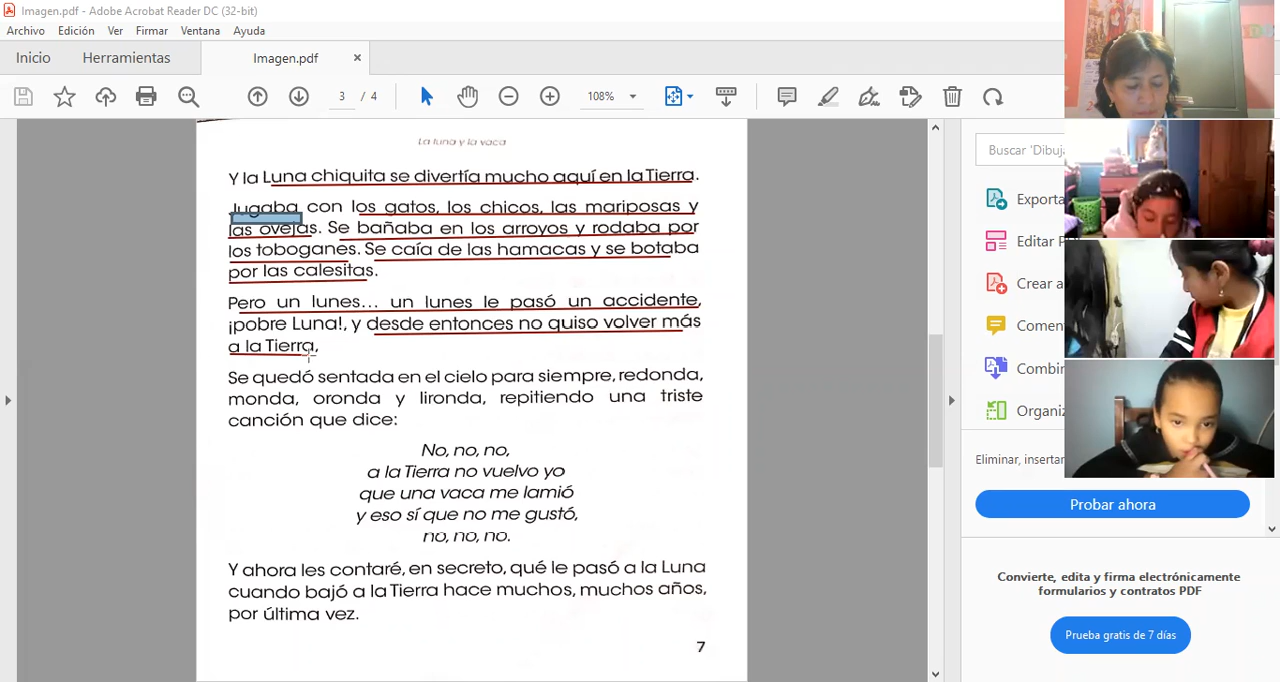 Imagen.pdf - Adobe Acrobat Reader DC (32-bit)
Archivo Edición Ver Firmar Ventana Ayuda
Inicio Herramientas Imagen.pdf ×
3 / 4 108%
La luna y la vaca
Y la Luna chiquita se divertía mucho aquí en la Tierra.
Jugaba con los gatos, los chicos, las mariposas y
las ovejas. Se bañaba en los arroyos y rodaba por
los toboganes. Se caía de las hamacas y se botaba
por las calesitas.
Pero un lunes... un lunes le pasó un accidente,
¡pobre Luna!, y desde entonces no quiso volver más
a la Tierra,
Se quedó sentada en el cielo para siempre, redonda,
monda, oronda y lironda, repitiendo una triste
canción que dice:
No, no, no,
a la Tierra no vuelvo yo
que una vaca me lamió
y eso sí que no me gustó,
no, no, no.
Y ahora les contaré, en secreto, qué le pasó a la Luna
cuando bajó a la Tierra hace muchos, muchos años,
por última vez.
7
Buscar 'Dibuj
Exporta
Editar P
Crear a
Comen
Combin
Organiz
Eliminar, insertar
Probar ahora
Convierte, edita y firma electrónicamente
formularios y contratos PDF
Prueba gratis de 7 días